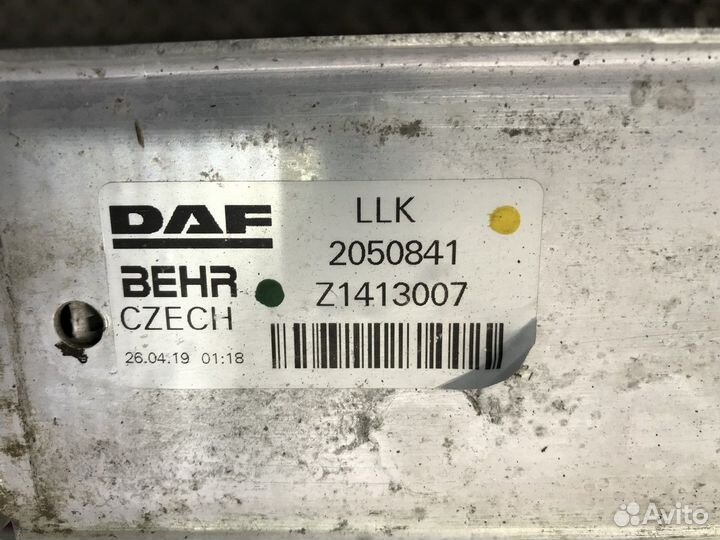 DAF
LLK
2050841
BEHR
Z1413007
CZECH
26.04.19 01:18
Avito